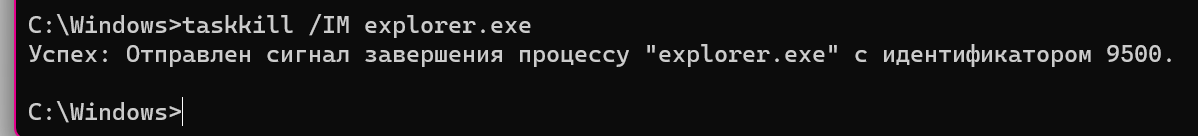 C:\Windows>taskkill /IM explorer.exe
Успех: Отправлен сигнал завершения процессу "explorer.exe" с идентификатором 9500.
C:\Windows>